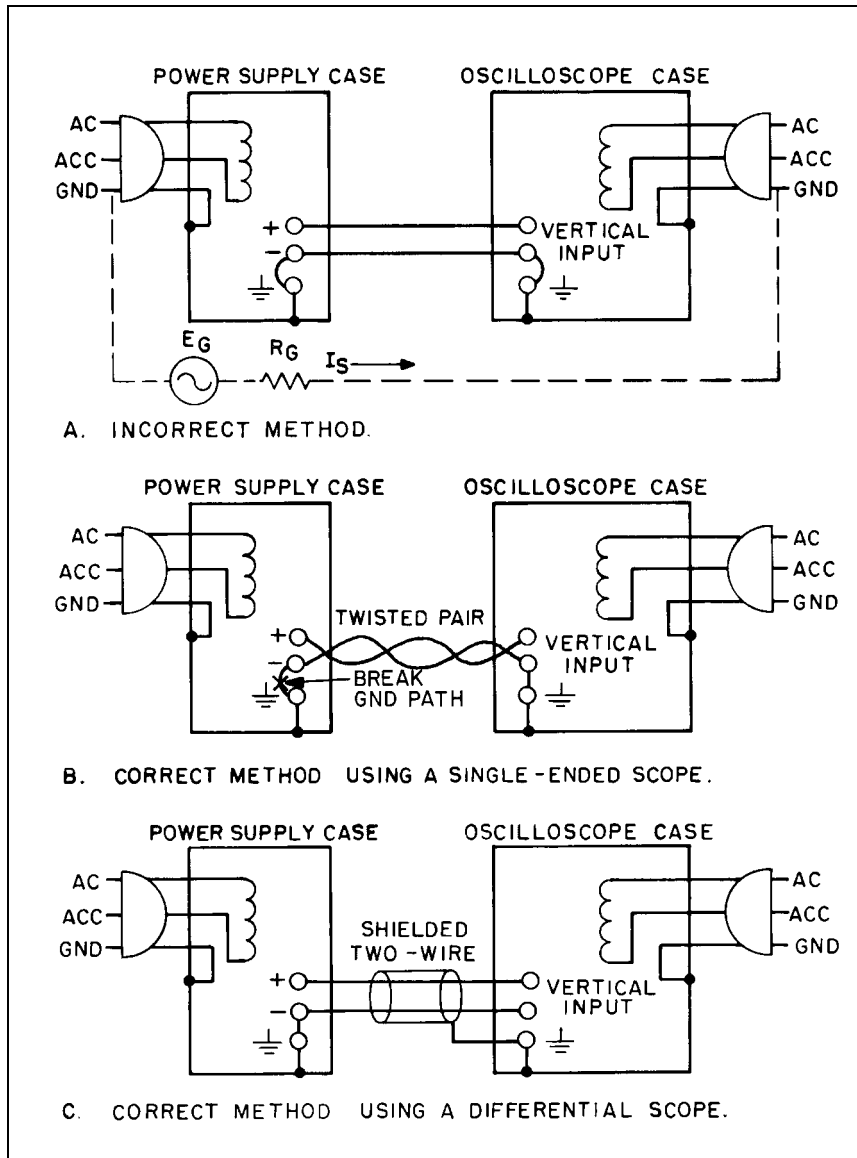 POWER SUPPLY CASE OSCILLOSCOPE CASE
AC AC
ACC ACC
GND GND
+ VERTICAL
- INPUT
EG RG IS
A. INCORRECT METHOD.
POWER SUPPLY CASE OSCILLOSCOPE CASE
AC AC
ACC ACC
GND GND
TWISTED PAIR
+ VERTICAL
- INPUT
BREAK
GND PATH
B. CORRECT METHOD USING A SINGLE-ENDED SCOPE.
POWER SUPPLY CASE OSCILLOSCOPE CASE
AC AC
ACC ACC
GND GND
SHIELDED
TWO-WIRE
+ VERTICAL
- INPUT
C. CORRECT METHOD USING A DIFFERENTIAL SCOPE.